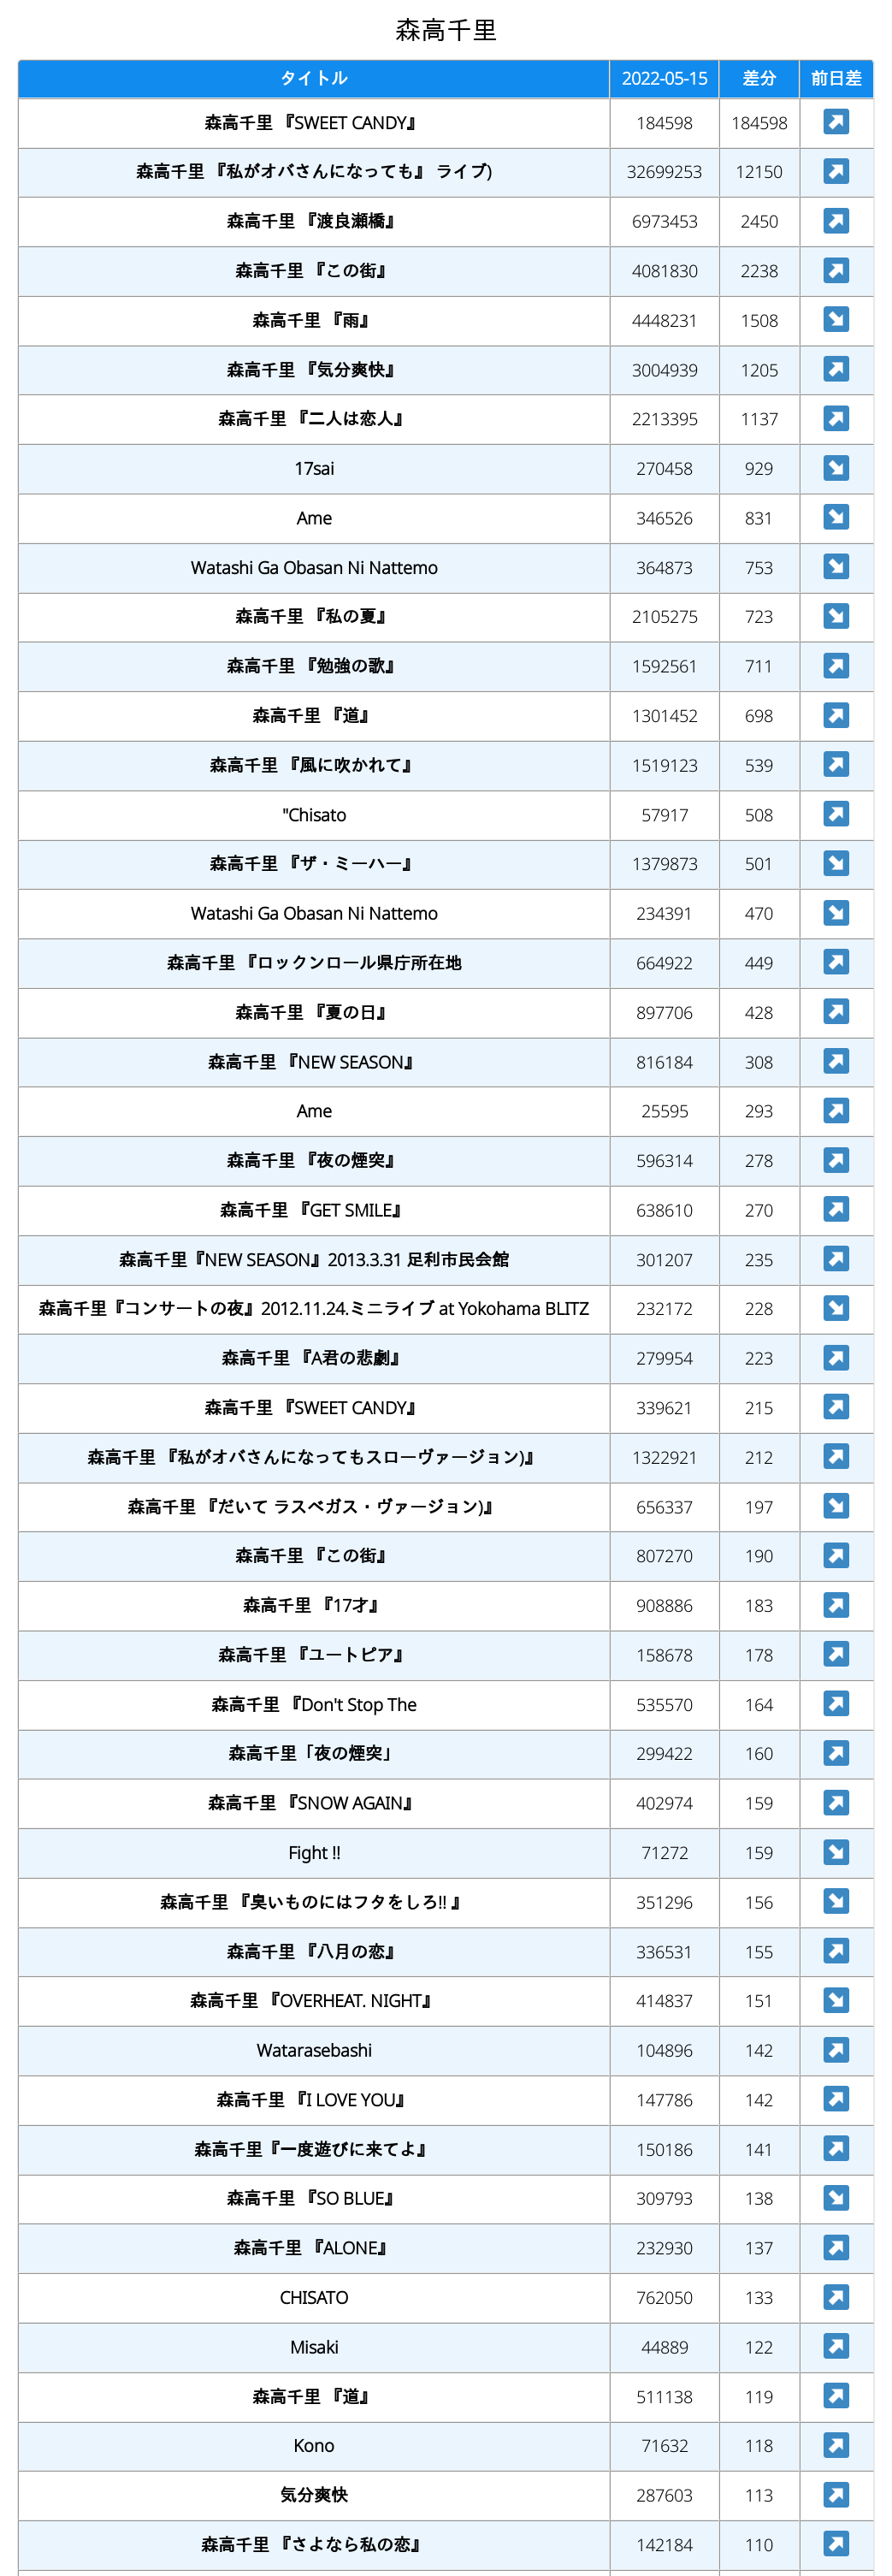 森高千里
タイトル 2022-05-15 差分 前日差
森高千里 『SWEET CANDY』 184598 184598
森高千里 『私がオバさんになっても』 ライブ) 32699253 12150
森高千里 『渡良瀬橋』 6973453 2450
森高千里 『この街』 4081830 2238
森高千里 『雨』 4448231 1508
森高千里 『気分爽快』 3004939 1205
森高千里 『二人は恋人』 2213395 1137
17sai 270458 929
Ame 346526 831
Watashi Ga Obasan Ni Nattemo 364873 753
森高千里 『私の夏』 2105275 723
森高千里 『勉強の歌』 1592561 711
森高千里 『道』 1301452 698
森高千里 『風に吹かれて』 1519123 539
"Chisato 57917 508
森高千里 『ザ・ミーハー』 1379873 501
Watashi Ga Obasan Ni Nattemo 234391 470
森高千里 『ロックンロール県庁所在地 664922 449
森高千里 『夏の日』 897706 428
森高千里 『NEW SEASON』 816184 308
Ame 25595 293
森高千里 『夜の煙突』 596314 278
森高千里 『GET SMILE』 638610 270
森高千里『NEW SEASON』2013.3.31 足利市民会館 301207 235
森高千里『コンサートの夜』2012.11.24.ミニライブ at Yokohama BLITZ 232172 228
森高千里 『A君の悲劇』 279954 223
森高千里 『SWEET CANDY』 339621 215
森高千里 『私がオバさんになってもスローヴァージョン)』 1322921 212
森高千里 『だいて ラスベガス・ヴァージョン)』 656337 197
森高千里 『この街』 807270 190
森高千里 『17才』 908886 183
森高千里 『ユートピア』 158678 178
森高千里 『Don't Stop The 535570 164
森高千里「夜の煙突」 299422 160
森高千里 『SNOW AGAIN』 402974 159
Fight !! 71272 159
森高千里 『臭いものにはフタをしろ!! 』 351296 156
森高千里 『八月の恋』 336531 155
森高千里 『OVERHEAT. NIGHT』 414837 151
Watarasebashi 104896 142
森高千里 『I LOVE YOU』 147786 142
森高千里『一度遊びに来てよ』 150186 141
森高千里 『SO BLUE』 309793 138
森高千里 『ALONE』 232930 137
CHISATO 762050 133
Misaki 44889 122
森高千里 『道』 511138 119
Kono 71632 118
気分爽快 287603 113
森高千里 『さよなら私の恋』 142184 110